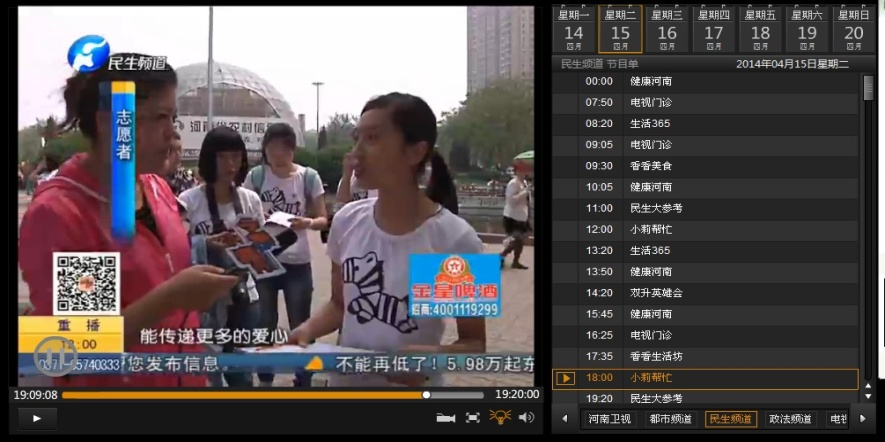 民生频道
志愿者
河南省农村信
金星啤酒
招商:4001119299
重播
12:00
能传递更多的爱心
0371-65740333
您发布信息。
不能再低了！5.98万起东
19:09:08
19:20:00
星期一 星期二 星期三 星期四 星期五 星期六 星期日
14 15 16 17 18 19 20
四月 四月 四月 四月 四月 四月 四月
民生频道 节目单 2014年04月15日星期二
00:00 健康河南
07:50 电视门诊
08:20 生活365
09:05 电视门诊
09:30 香香美食
10:05 健康河南
11:00 民生大参考
12:00 小莉帮忙
13:20 生活365
13:50 健康河南
14:20 双升英雄会
15:45 健康河南
16:25 电视门诊
17:35 香香生活坊
18:00 小莉帮忙
19:20 民生大参考
河南卫视 都市频道 民生频道 政法频道 电视